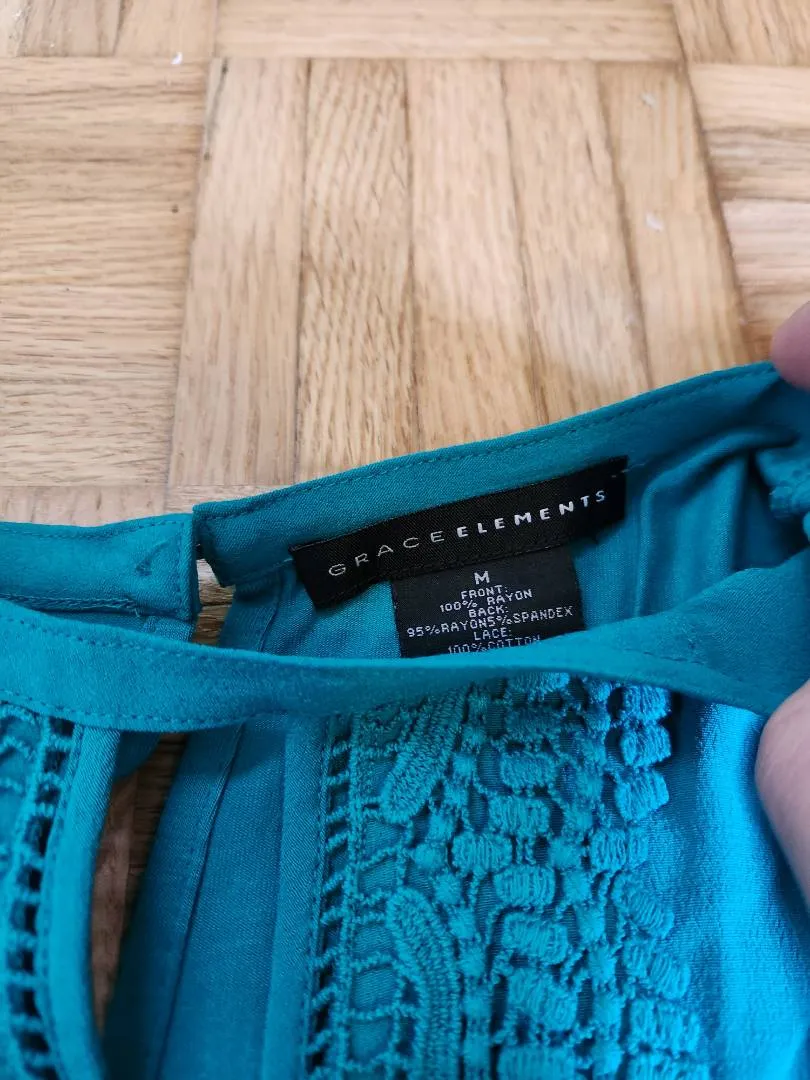 GRACE ELEMENTS
M
FRONT:
100% RAYON
BACK:
95%RAYON5%SPANDEX
LACE:
100%COTTON